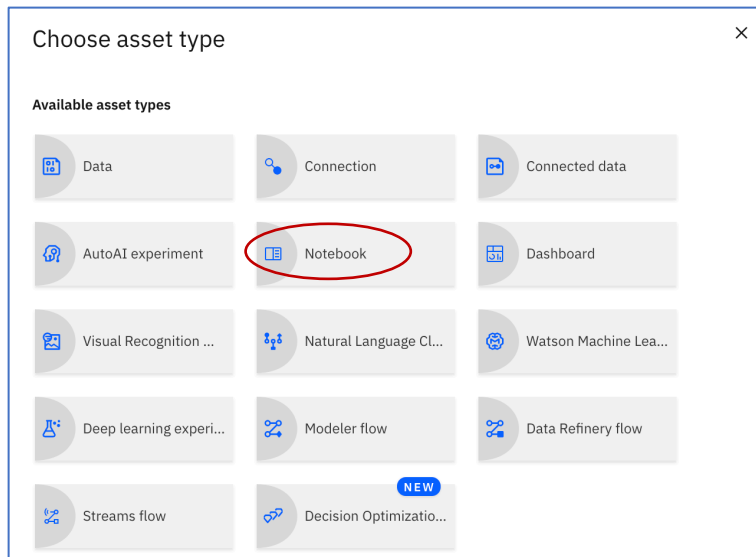 Choose asset type
Available asset types
Data
Connection
Connected data
AutoAI experiment
Notebook
Dashboard
Visual Recognition ...
Natural Language Cl...
Watson Machine Lea...
Deep learning experi...
Modeler flow
Data Refinery flow
NEW
Streams flow
Decision Optimizatio...